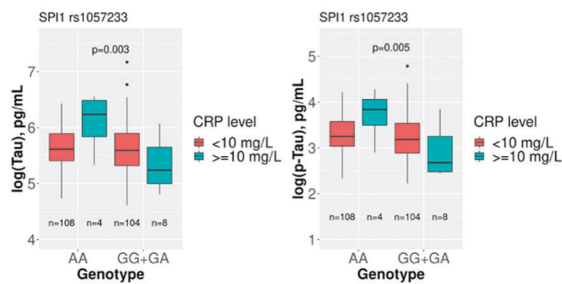 SPI1 rs1057233
p=0.003
log(Tau), pg/mL
7
6
5
4
n=108 n=4 n=104 n=8
AA GG+GA
Genotype
CRP level
<10 mg/L
>=10 mg/L
SPI1 rs1057233
p=0.005
log(p-Tau), pg/mL
5
4
3
2
1
n=108 n=4 n=104 n=8
AA GG+GA
Genotype
CRP level
<10 mg/L
>=10 mg/L